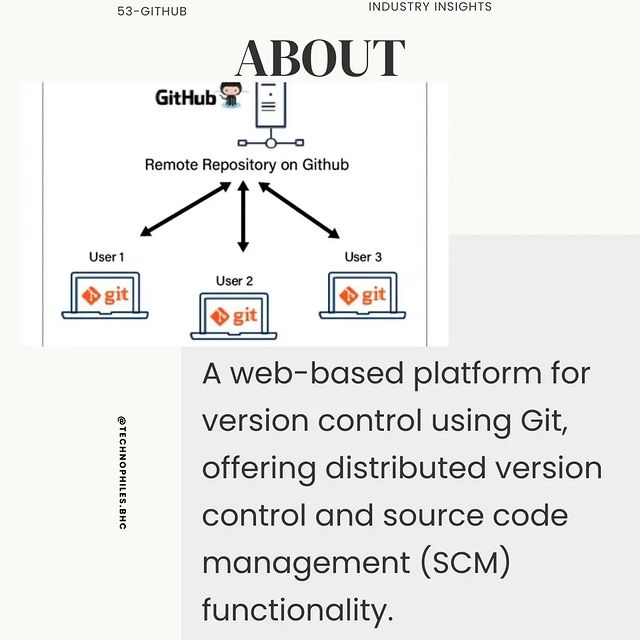 53-GITHUB
INDUSTRY INSIGHTS
ABOUT
GitHub
Remote Repository on Github
User 1
User 2
User 3
git
git
git
@TECHNOPHILES.BHC
A web-based platform for
version control using Git,
offering distributed version
control and source code
management (SCM)
functionality.